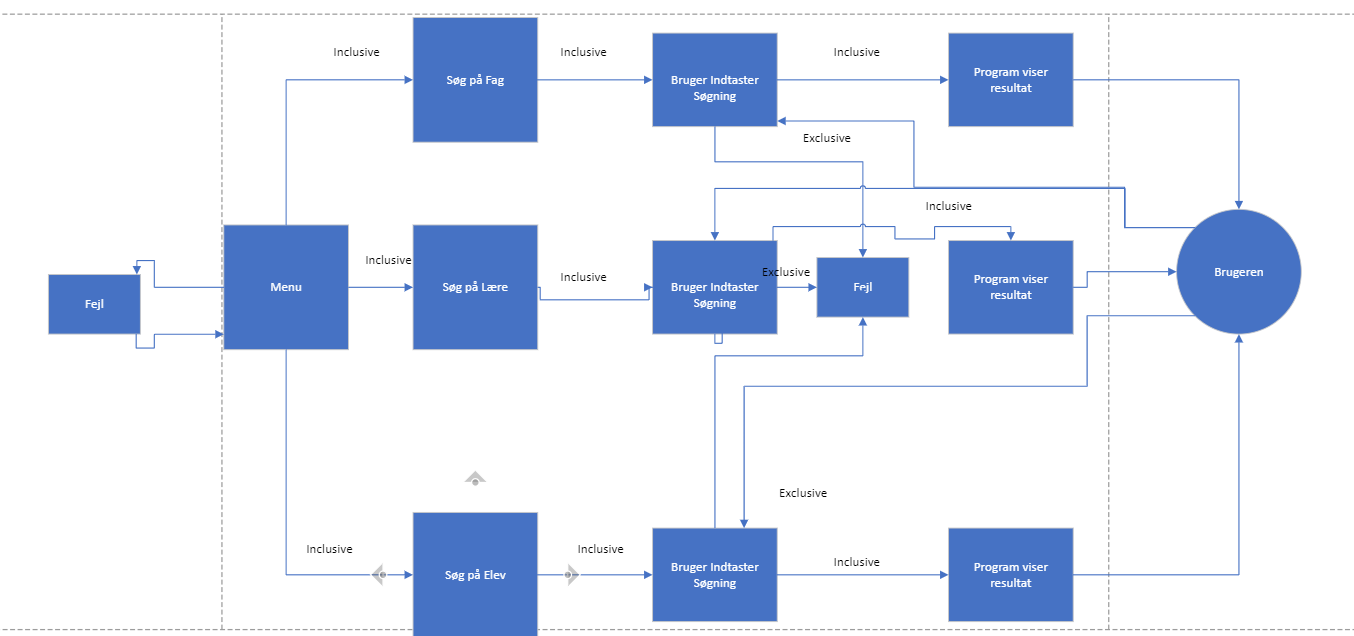 Inclusive
Søg på Fag
Inclusive
Bruger Indtaster
Søgning
Inclusive
Program viser
resultat
Exclusive
Fejl
Menu
Inclusive
Søg på Lære
Inclusive
Bruger Indtaster
Søgning
Exclusive
Fejl
Inclusive
Program viser
resultat
Brugeren
Inclusive
Søg på Elev
Inclusive
Bruger Indtaster
Søgning
Exclusive
Inclusive
Program viser
resultat